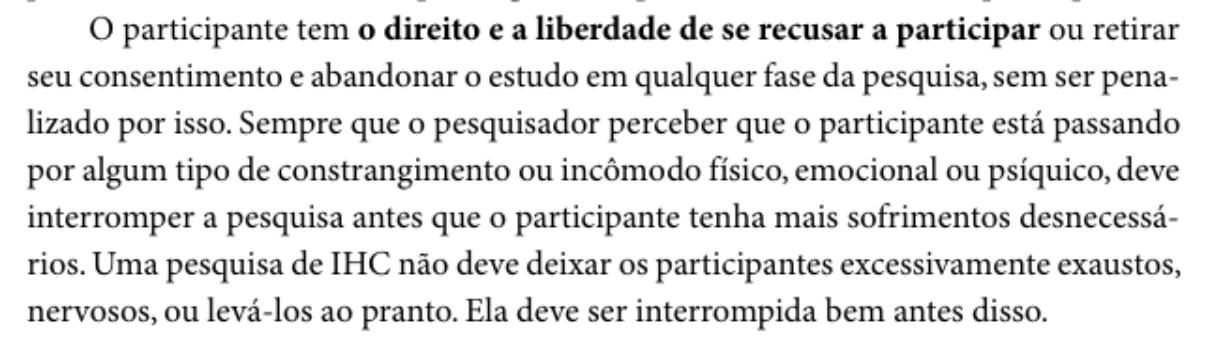 O participante tem o direito e a liberdade de se recusar a participar ou retirar
seu consentimento e abandonar o estudo em qualquer fase da pesquisa, sem ser pena-
lizado por isso. Sempre que o pesquisador perceber que o participante está passando
por algum tipo de constrangimento ou incômodo físico, emocional ou psíquico, deve
interromper a pesquisa antes que o participante tenha mais sofrimentos desnecessá-
rios. Uma pesquisa de IHC não deve deixar os participantes excessivamente exaustos,
nervosos, ou levá-los ao pranto. Ela deve ser interrompida bem antes disso.